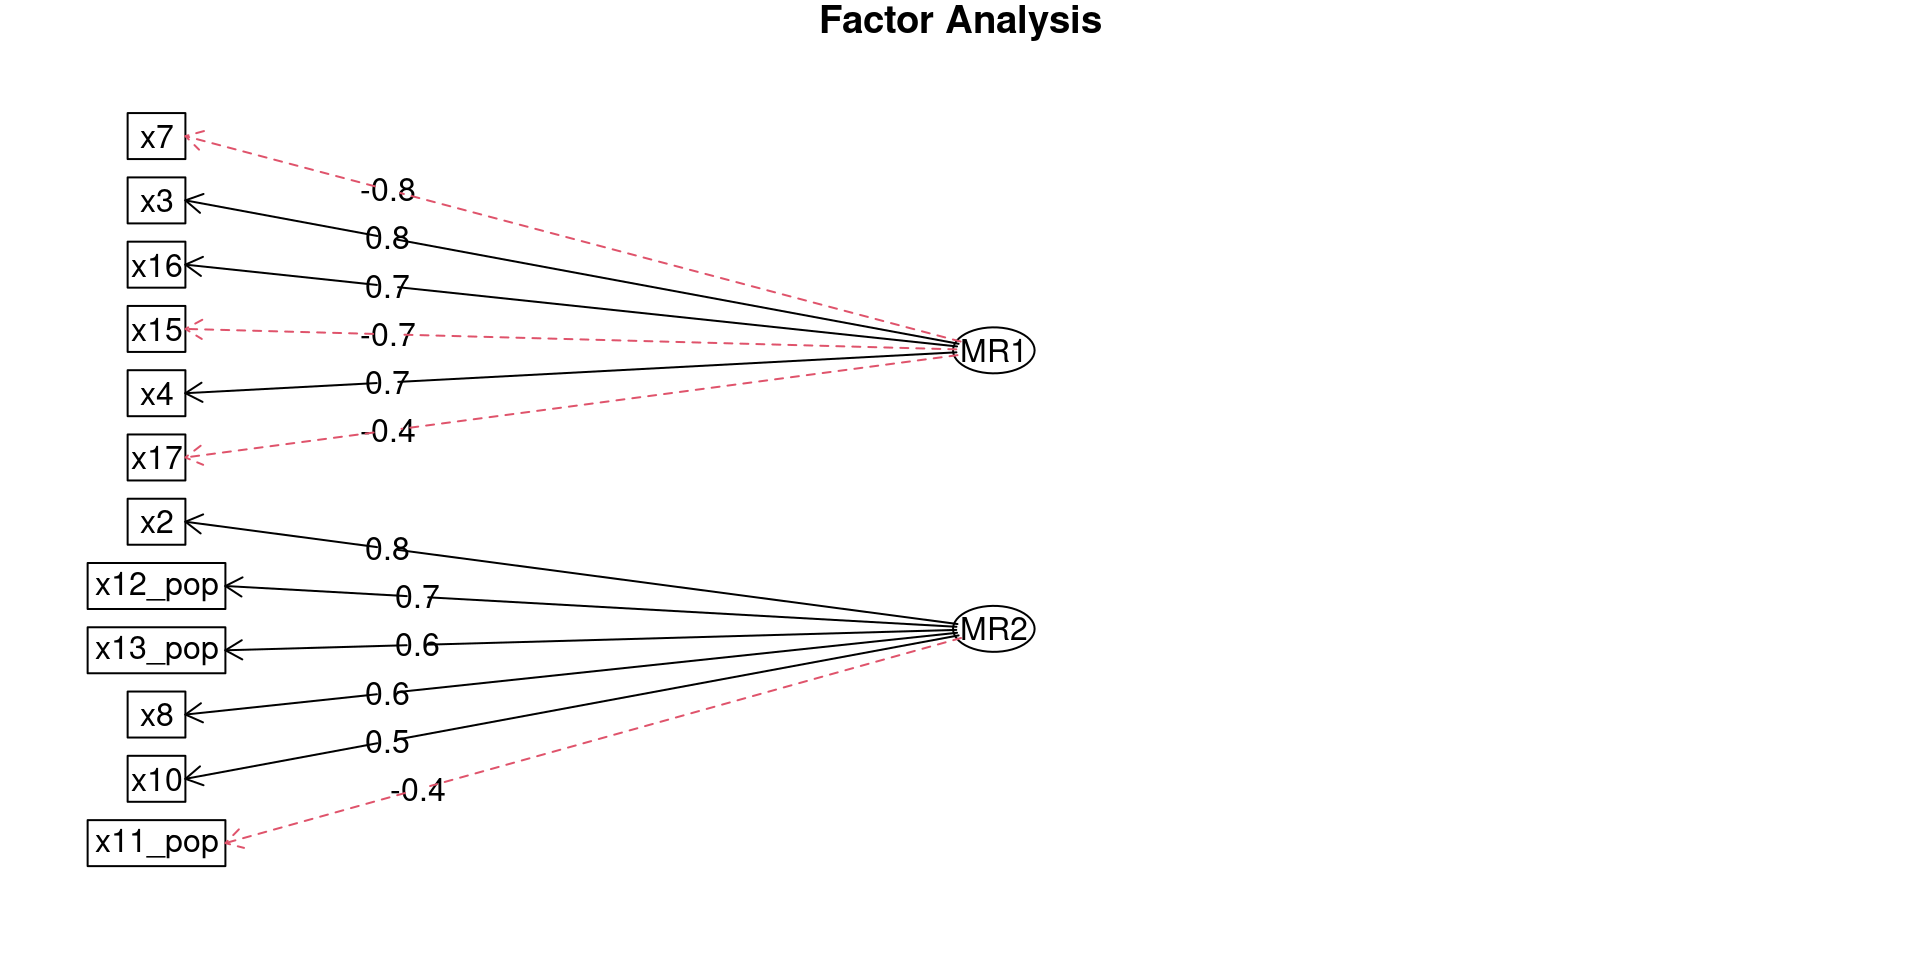 Factor Analysis
x7
-0.8
x3
0.8
x16
0.7
x15
-0.7
MR1
x4
0.7
x17
-0.4
x2
0.8
x12_pop
0.7
MR2
x13_pop
0.6
x8
0.6
x10
0.5
x11_pop
-0.4